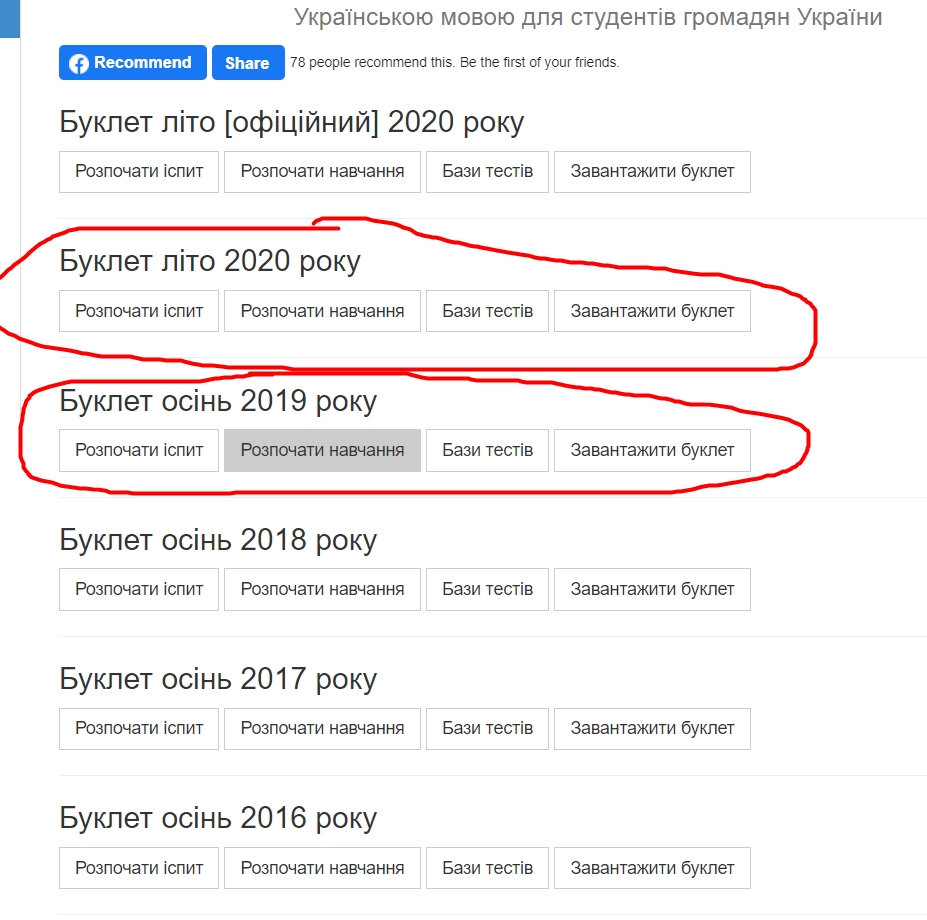 Українською мовою для студентів громадян України
Recommend Share 78 people recommend this. Be the first of your friends.
Буклет літо [офіційний] 2020 року
Розпочати іспит Розпочати навчання Бази тестів Завантажити буклет
Буклет літо 2020 року
Розпочати іспит Розпочати навчання Бази тестів Завантажити буклет
Буклет осінь 2019 року
Розпочати іспит Розпочати навчання Бази тестів Завантажити буклет
Буклет осінь 2018 року
Розпочати іспит Розпочати навчання Бази тестів Завантажити буклет
Буклет осінь 2017 року
Розпочати іспит Розпочати навчання Бази тестів Завантажити буклет
Буклет осінь 2016 року
Розпочати іспит Розпочати навчання Бази тестів Завантажити буклет